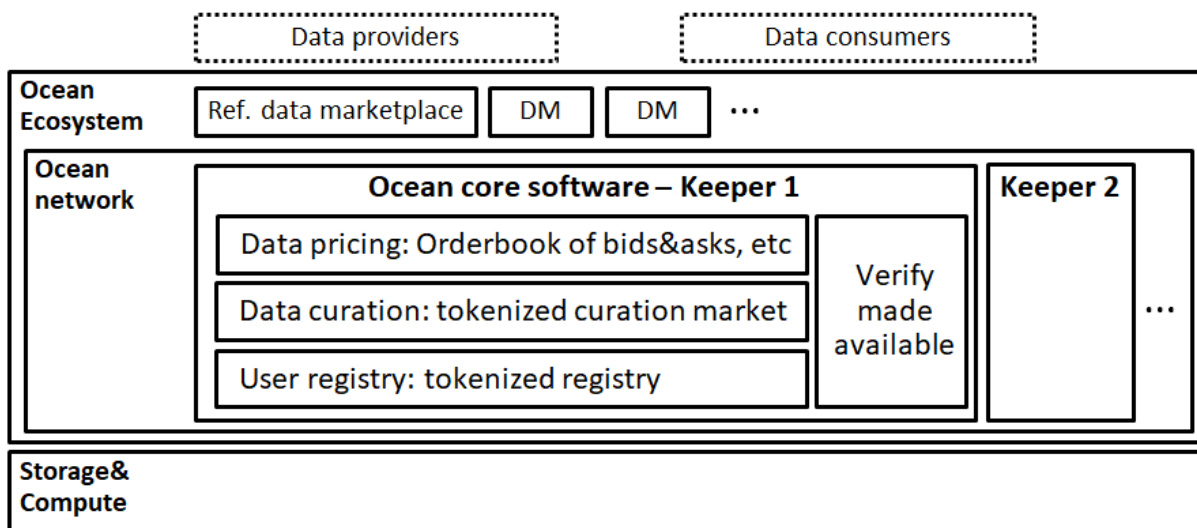 Data providers
Data consumers
Ocean
Ecosystem
Ref. data marketplace
DM
DM
...
Ocean
network
Ocean core software – Keeper 1
Keeper 2
Data pricing: Orderbook of bids&asks, etc
Data curation: tokenized curation market
User registry: tokenized registry
Verify
made
available
...
Storage&
Compute